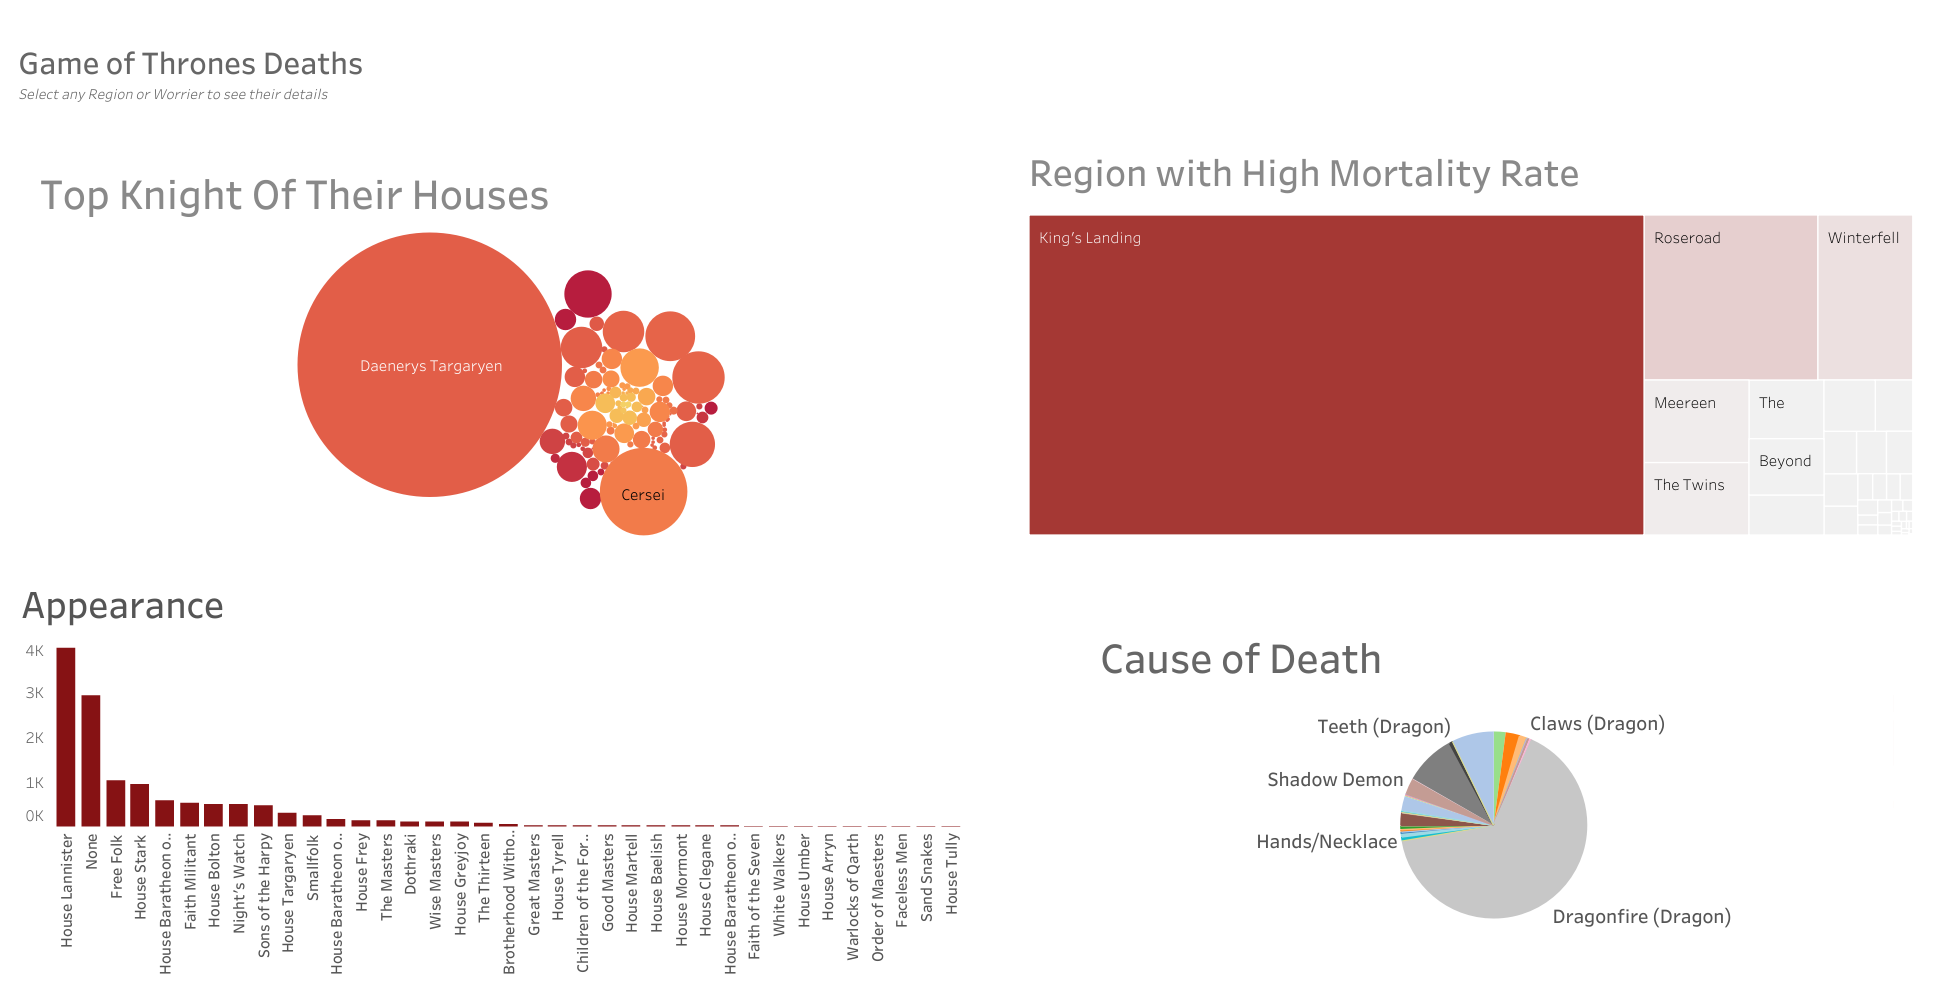 Game of Thrones Deaths
Select any Region or Worrier to see their details
Top Knight Of Their Houses
Daenerys Targaryen
Cersei
Region with High Mortality Rate
King's Landing
Roseroad
Winterfell
Meereen
The
Beyond
The Twins
Appearance
4K
3K
2K
1K
0K
House Lannister
None
Free Folk
House Stark
House Baratheon o..
Faith Militant
House Bolton
Night's Watch
Sons of the Harpy
House Targaryen
Smallfolk
House Baratheon o..
House Frey
The Masters
Dothraki
Wise Masters
House Greyjoy
The Thirteen
Brotherhood Witho..
Great Masters
House Tyrell
Children of the For..
Good Masters
House Martell
House Baelish
House Mormont
House Clegane
House Baratheon o..
Faith of the Seven
White Walkers
House Umber
House Arryn
Warlocks of Qarth
Order of Maesters
Faceless Men
Sand Snakes
House Tully
Cause of Death
Teeth (Dragon)
Claws (Dragon)
Shadow Demon
Hands/Necklace
Dragonfire (Dragon)